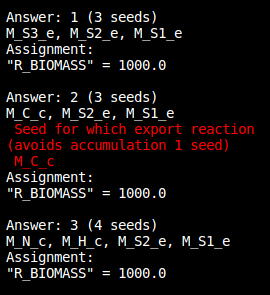 Answer: 1 (3 seeds)
M_S3_e, M_S2_e, M_S1_e
Assignment:
"R_BIOMASS" = 1000.0
Answer: 2 (3 seeds)
M_C_c, M_S2_e, M_S1_e
Seed for which export reaction
(avoids accumulation 1 seed)
M_C_c
Assignment:
"R_BIOMASS" = 1000.0
Answer: 3 (4 seeds)
M_N_c, M_H_c, M_S2_e, M_S1_e
Assignment:
"R_BIOMASS" = 1000.0